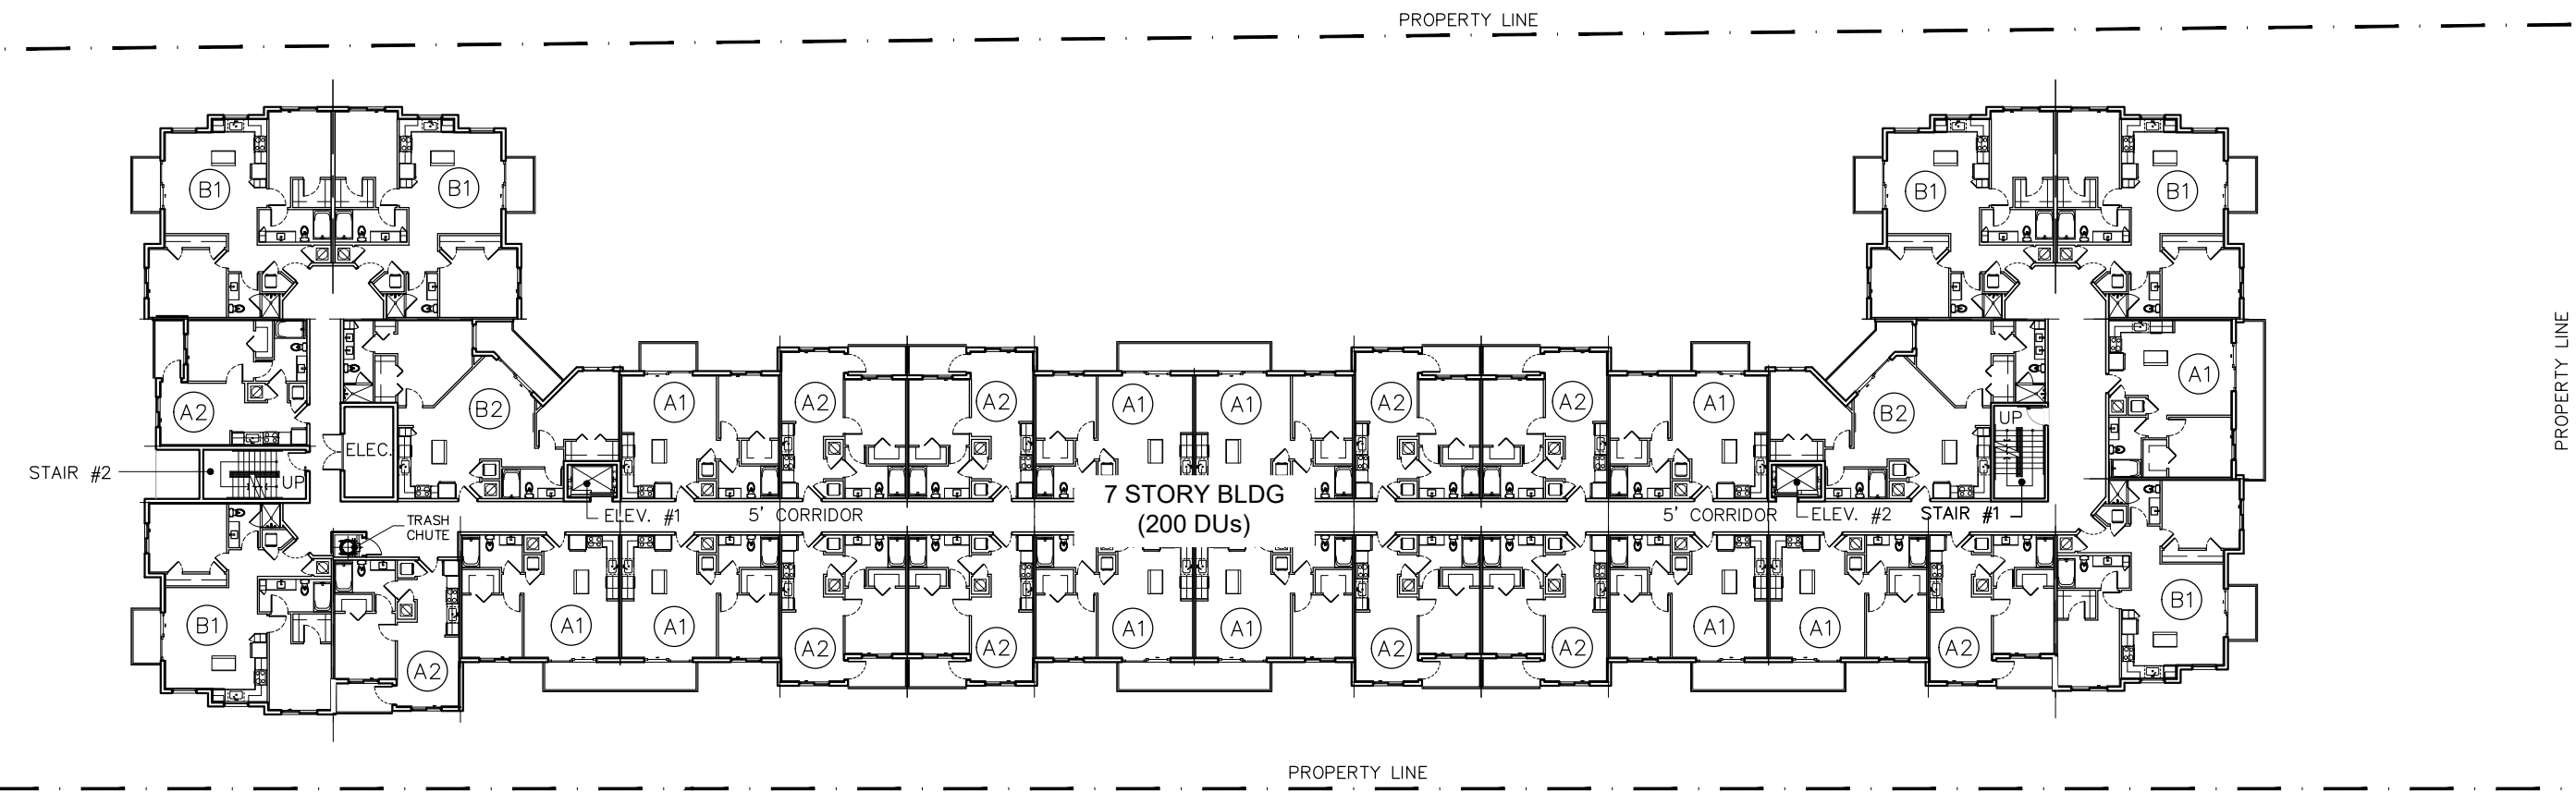 PROPERTY LINE
B1
B1
B1
B1
PROPERTY LINE
A2
B2
A1
A2
A2
A1
A1
A2
A2
A1
B2
UP
A1
ELEC.
STAIR #2
UP
7 STORY BLDG
(200 DUs)
ELEV. #1
5' CORRIDOR
5' CORRIDOR
ELEV. #2
STAIR #1
TRASH
CHUTE
B1
A2
A1
A1
A2
A2
A1
A1
A2
A2
A1
A1
A2
B1
PROPERTY LINE